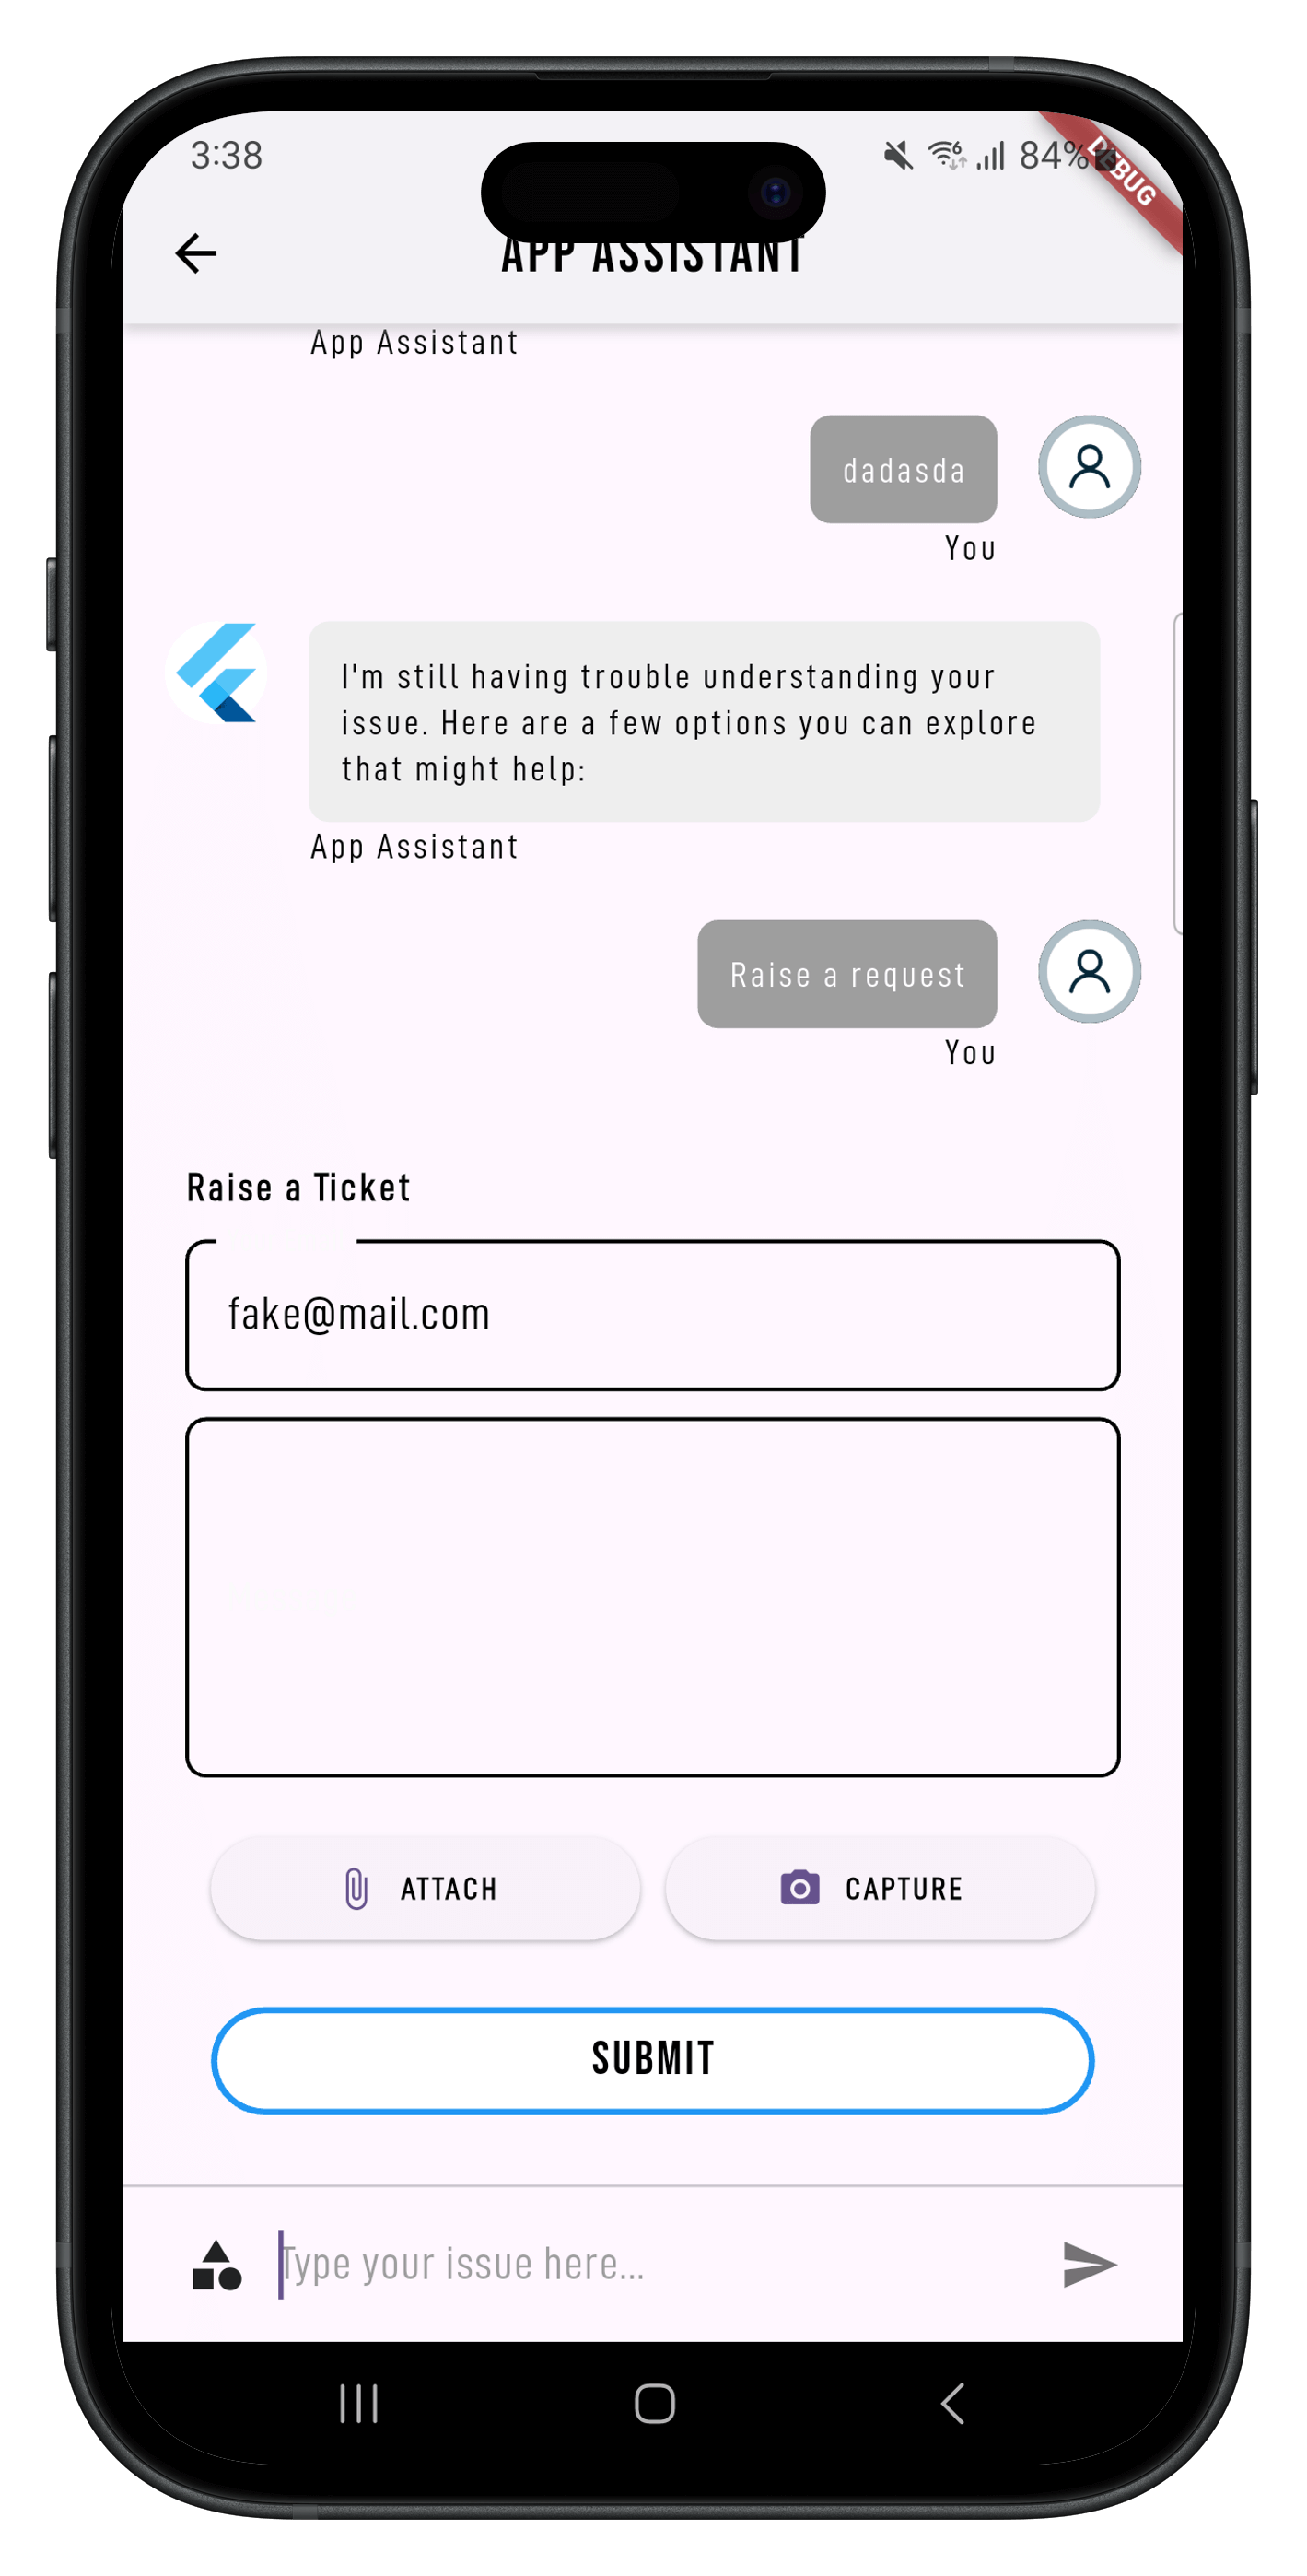 3:38
84%
DEBUG
APP ASSISTANT
App Assistant
dadasda
You
I'm still having trouble understanding your
issue. Here are a few options you can explore
that might help:
App Assistant
Raise a request
You
Raise a Ticket
fake@mail.com
ATTACH
CAPTURE
SUBMIT
Type your issue here...